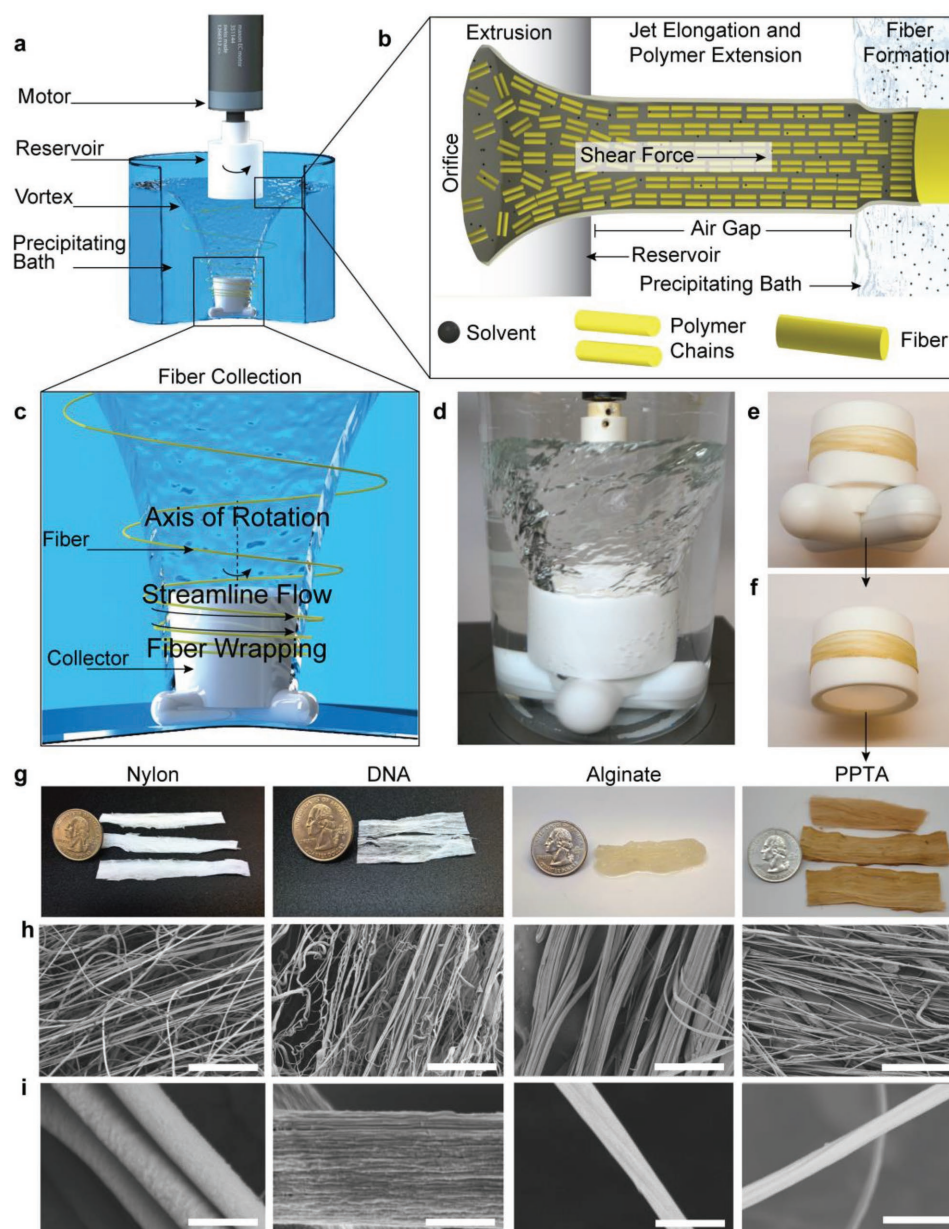 a
Motor
Reservoir
Vortex
Precipitating
Bath
b
Extrusion
Jet Elongation and
Polymer Extension
Fiber
Formation
Orifice
Shear Force
Air Gap
Reservoir
Precipitating Bath
Solvent
Polymer
Chains
Fiber
Fiber Collection
c
Axis of Rotation
Fiber
Streamline Flow
Fiber Wrapping
Collector
d
e
f
g
Nylon
DNA
Alginate
PPTA
h
i